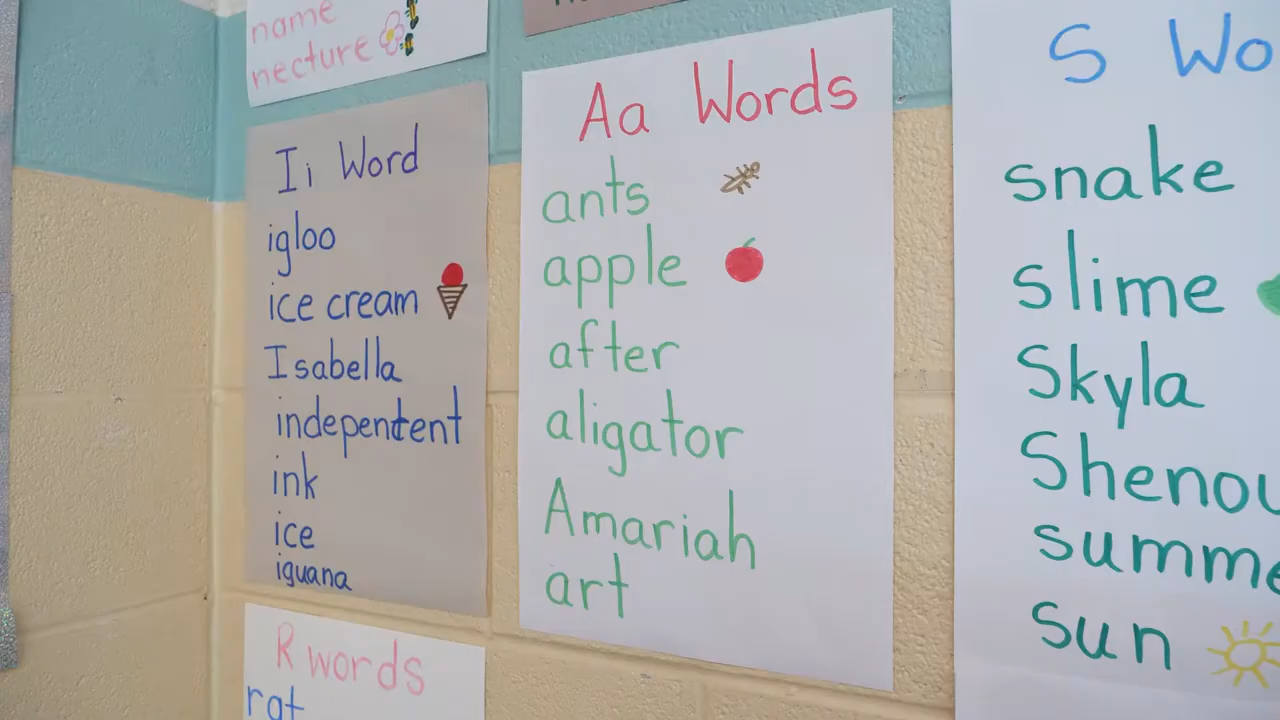 name
necture
Ii Word
igloo
ice cream
Isabella
independent
ink
ice
iguana
R words
rat
Aa Words
ants
apple
after
aligator
Amariah
art
S Wo
snake
slime
Skyla
Shenou
summe
sun